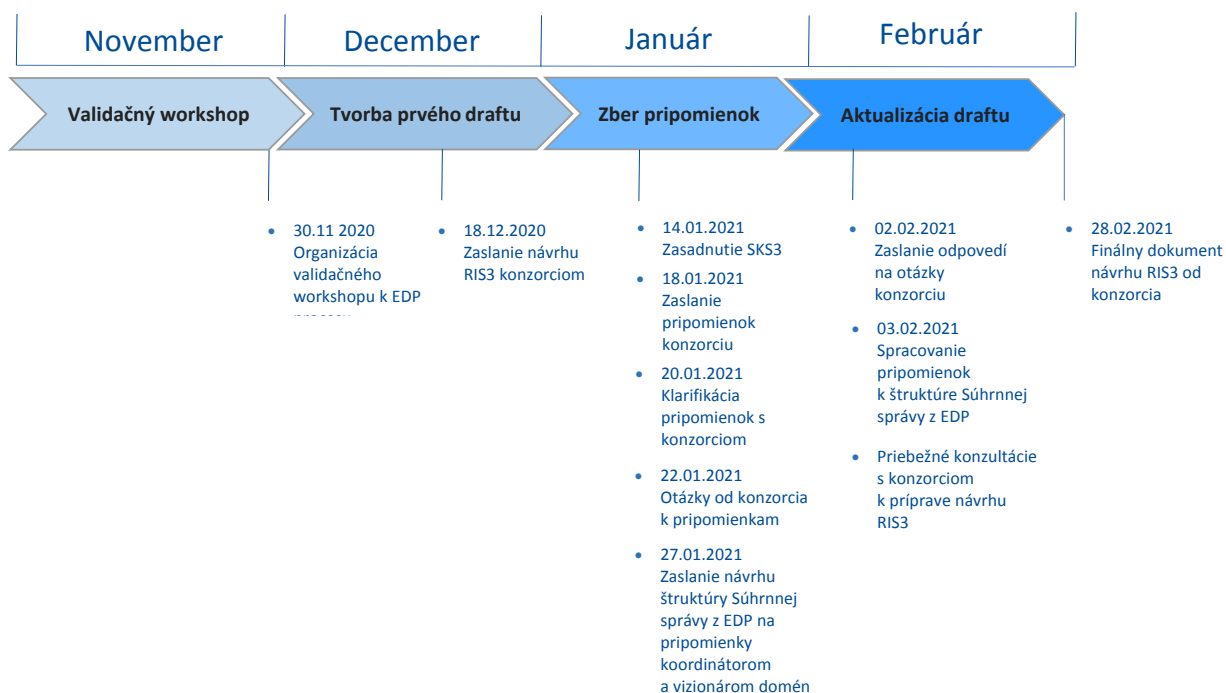 November
December
Január
Február
Validačný workshop
Tvorba prvého draftu
Zber pripomienok
Aktualizácia draftu
• 30.11 2020
Organizácia
validačného
workshopu k EDP
• 18.12.2020
Zaslanie návrhu
RIS3 konzorciom
• 14.01.2021
Zasadnutie SKS3
• 18.01.2021
Zaslanie
pripomienok
konzorciu
• 20.01.2021
Klarifikácia
pripomienok s
konzorciom
• 22.01.2021
Otázky od konzorcia
k pripomienkam
• 27.01.2021
Zaslanie návrhu
štruktúry Súhrnnej
správy z EDP na
pripomienky
koordinátorom
a vizionárom domén
• 02.02.2021
Zaslanie odpovedí
na otázky
konzorciu
• 03.02.2021
Spracovanie
pripomienok
k štruktúre Súhrnnej
správy z EDP
• Priebežné konzultácie
s konzorciom
k príprave návrhu
RIS3
• 28.02.2021
Finálny dokument
návrhu RIS3 od
konzorcia